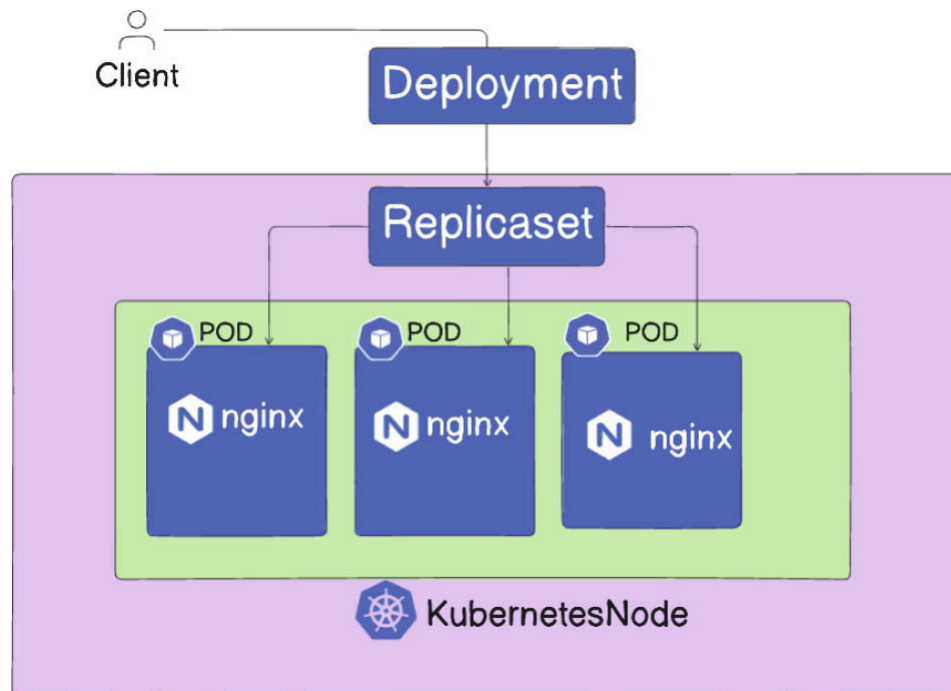 Client
Deployment
Replicaset
POD
POD
POD
nginx
nginx
nginx
KubernetesNode